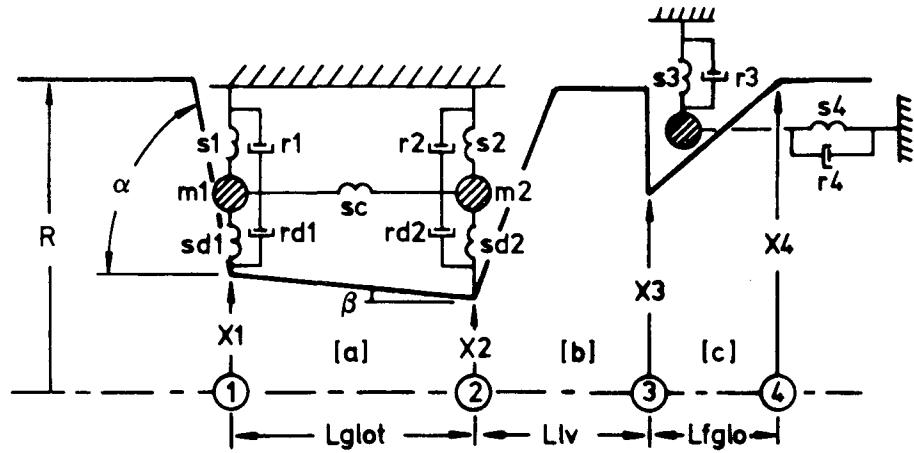 s3 r3
s4
s1 r1 r2 s2
α m1 m2 r4
sc
R sd1 rd1 rd2 sd2 X4
β X3
X1 [a] X2 [b] [c]
1 2 3 4
Lglot Llv Lfglo